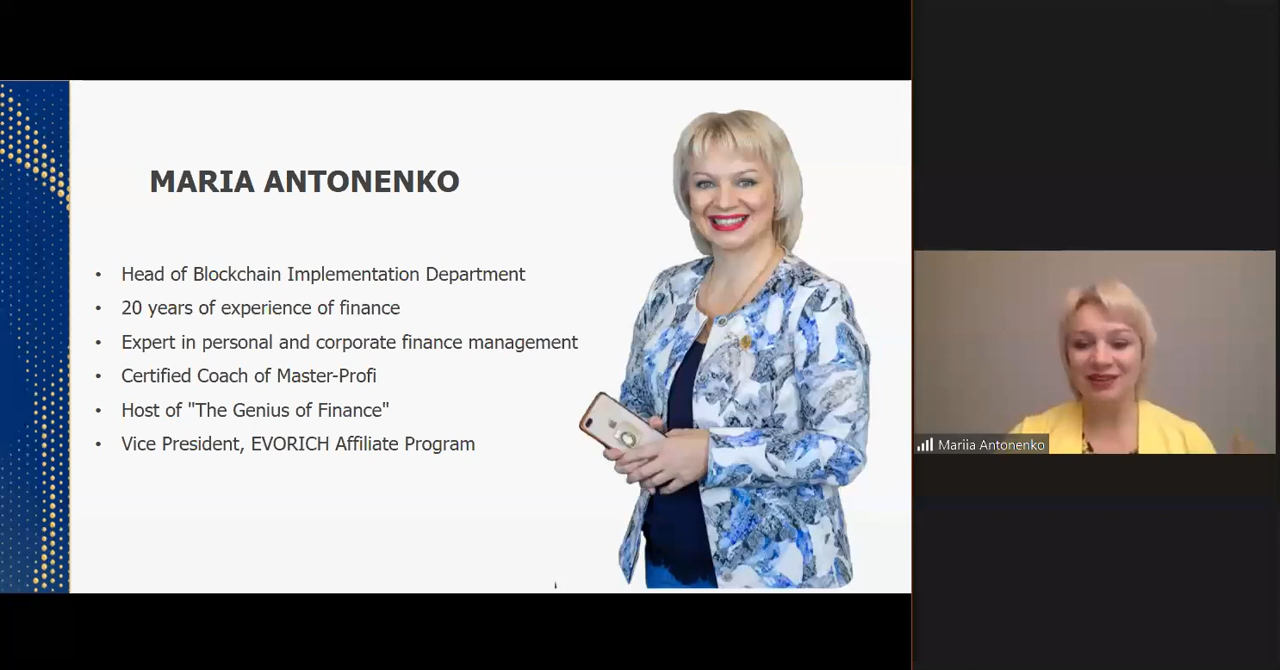 MARIA ANTONENKO
• Head of Blockchain Implementation Department
• 20 years of experience of finance
• Expert in personal and corporate finance management
• Certified Coach of Master-Profi
• Host of "The Genius of Finance"
• Vice President, EVORICH Affiliate Program
Mariia Antonenko